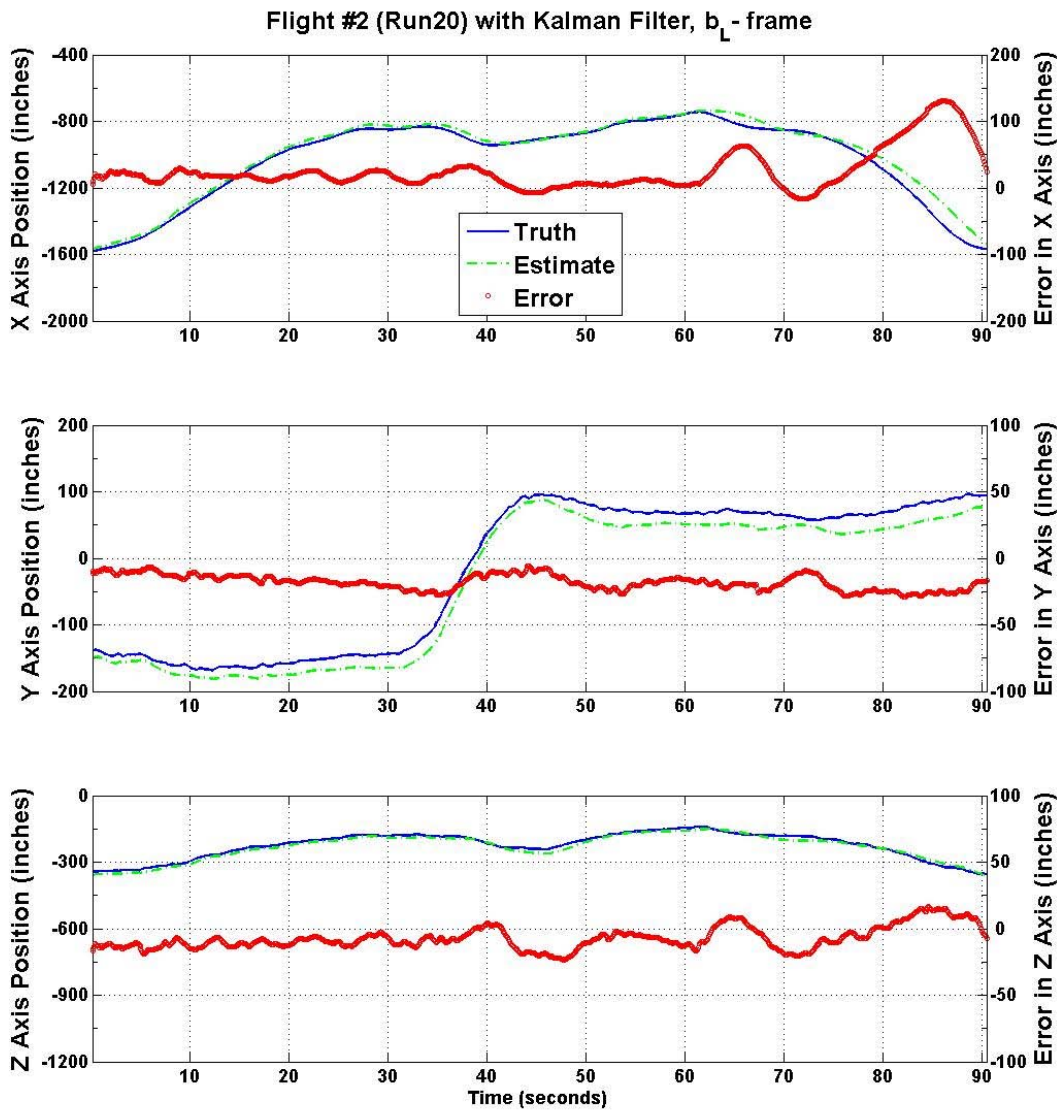 Flight #2 (Run20) with Kalman Filter, b_L- frame
X Axis Position (inches)
-400
-800
-1200
-1600
-2000
200
100
0
-100
-200
Error in X Axis (inches)
Truth
Estimate
Error
10 20 30 40 50 60 70 80 90
Y Axis Position (inches)
200
100
0
-100
-200
100
50
0
-50
-100
Error in Y Axis (inches)
10 20 30 40 50 60 70 80 90
Z Axis Position (inches)
0
-300
-600
-900
-1200
100
50
0
-50
-100
Error in Z Axis (inches)
10 20 30 40 50 60 70 80 90
Time (seconds)